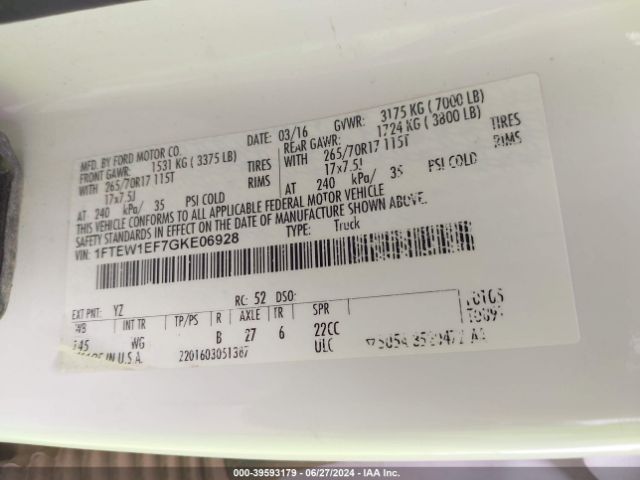 MFD. BY FORD MOTOR CO. DATE: 03/16 GVWR: 3175 KG ( 7000 LB)
FRONT GAWR: 1531 KG ( 3375 LB) REAR GAWR: 1724 KG ( 3800 LB)
WITH 265/70R17 115T TIRES WITH 265/70R17 115T TIRES
17x7.5J RIMS 17x7.5J RIMS
AT 240 kPa/ 35 PSI COLD AT 240 kPa/ 35 PSI COLD
THIS VEHICLE CONFORMS TO ALL APPLICABLE FEDERAL MOTOR VEHICLE
SAFETY STANDARDS IN EFFECT ON THE DATE OF MANUFACTURE SHOWN ABOVE.
VIN: 1FTEW1EF7GKE06928 TYPE: Truck
EXT PNT: YZ RC: 52 DSO:
WB INT TR TP/PS R AXLE TR SPR
145 WG B 27 6 22CC
IN U.S.A. 2201603051367 ULC
100-39593179 - 06/27/2024 - IAA Inc.